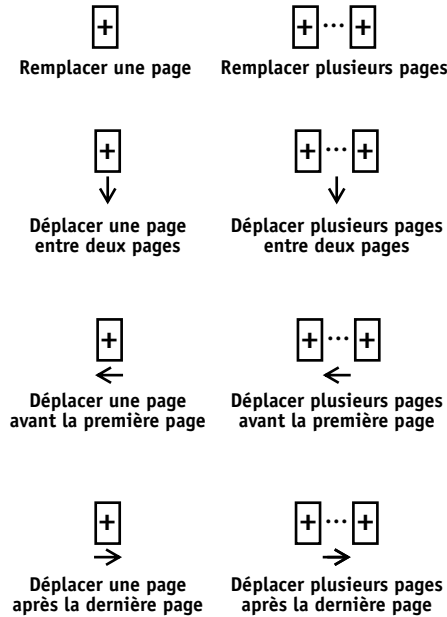 +
+ ... +
Remplacer une page
Remplacer plusieurs pages
+
+ ... +
Déplacer une page
entre deux pages
Déplacer plusieurs pages
entre deux pages
+
+ ... +
Déplacer une page
avant la première page
Déplacer plusieurs pages
avant la première page
+
+ ... +
Déplacer une page
après la dernière page
Déplacer plusieurs pages
après la dernière page